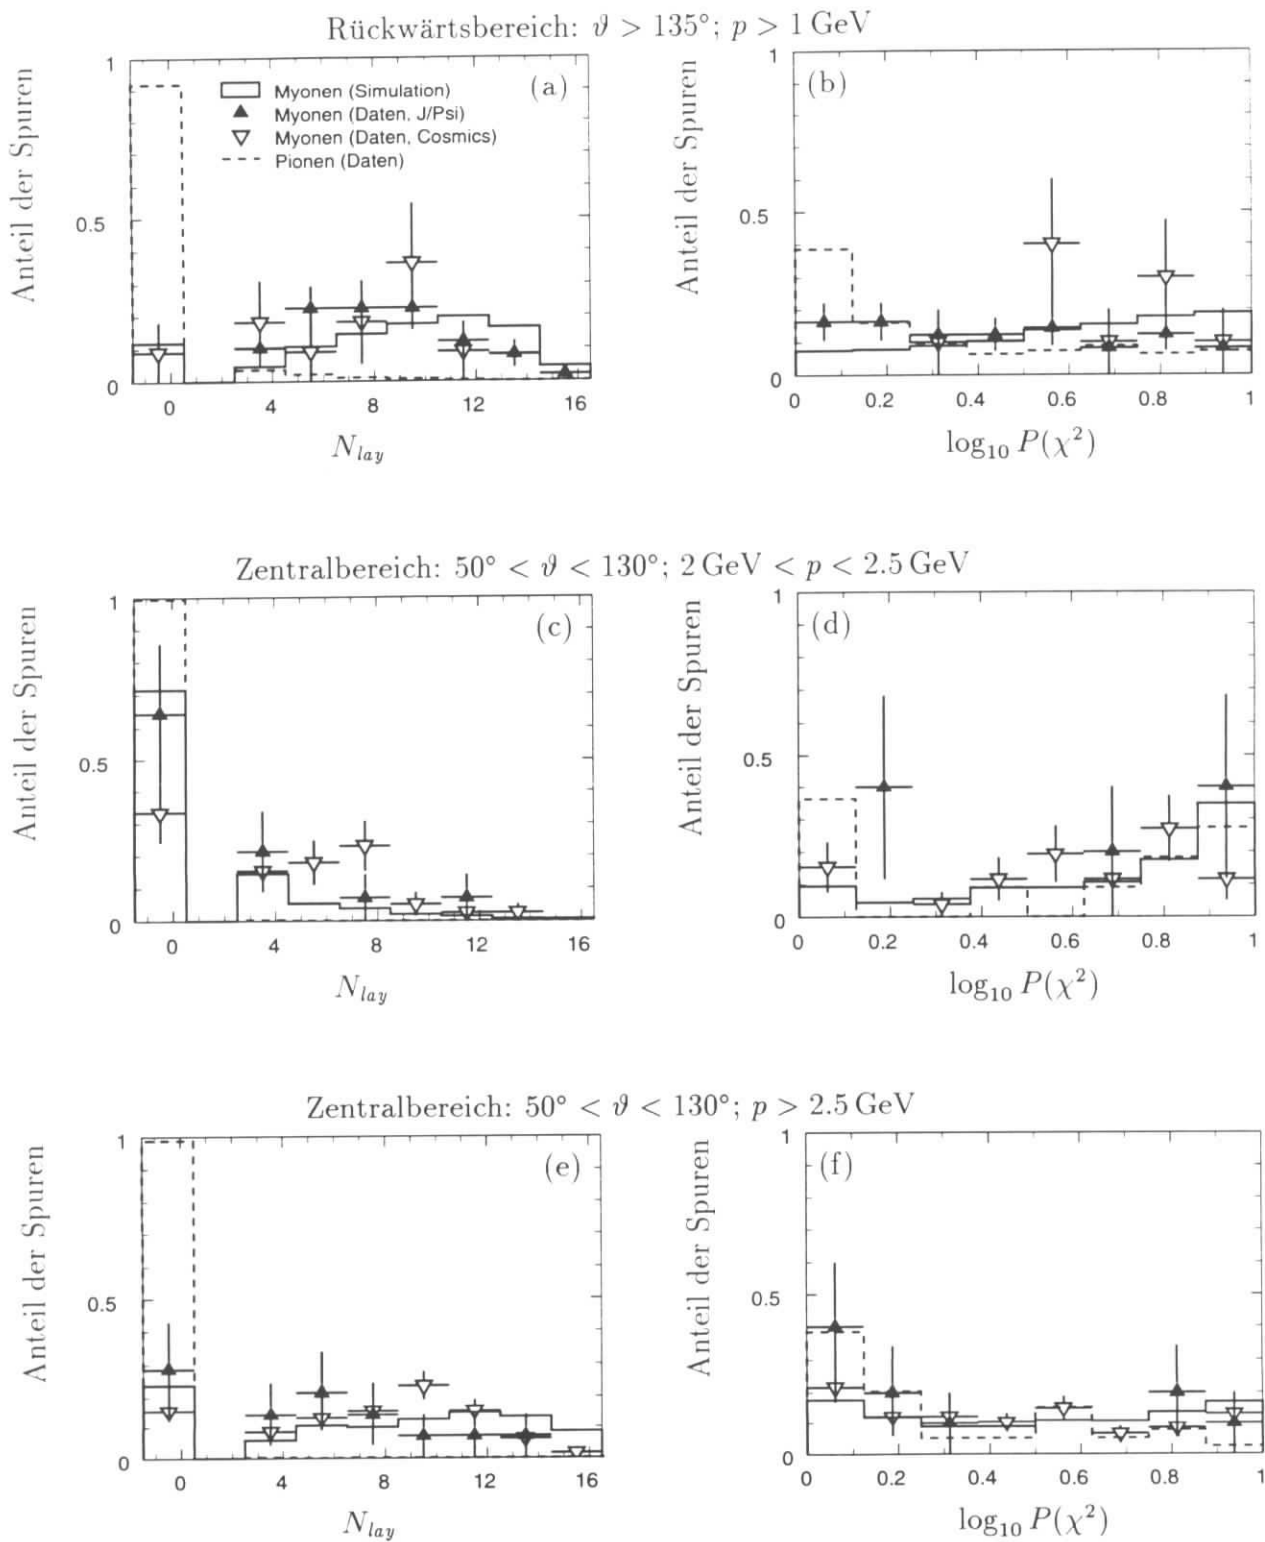 Rückwärtsbereich: ϑ > 135°; p > 1 GeV
Anteil der Spuren
1
0.5
0
(a)
Myonen (Simulation)
Myonen (Daten, J/Psi)
Myonen (Daten, Cosmics)
Pionen (Daten)
0 4 8 12 16
N_lay
Anteil der Spuren
1
0.5
0
(b)
0 0.2 0.4 0.6 0.8 1
log₁₀ P(χ²)
Zentralbereich: 50° < ϑ < 130°; 2 GeV < p < 2.5 GeV
Anteil der Spuren
1
0.5
0
(c)
0 4 8 12 16
N_lay
Anteil der Spuren
1
0.5
0
(d)
0 0.2 0.4 0.6 0.8 1
log₁₀ P(χ²)
Zentralbereich: 50° < ϑ < 130°; p > 2.5 GeV
Anteil der Spuren
1
0.5
0
(e)
0 4 8 12 16
N_lay
Anteil der Spuren
1
0.5
0
(f)
0 0.2 0.4 0.6 0.8 1
log₁₀ P(χ²)